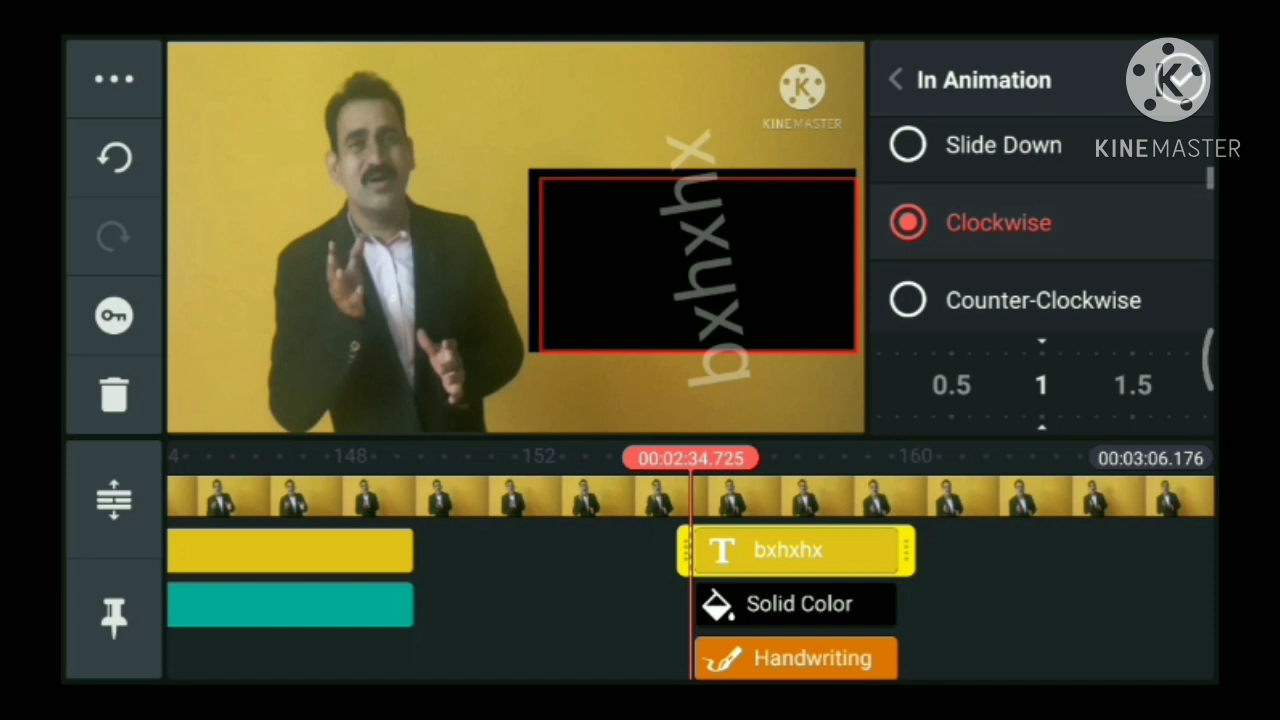 In Animation
KINEMASTER
KINEMASTER
Slide Down
Clockwise
Counter-Clockwise
0.5 1 1.5
bxhxhx
4 148 152 00:02:34.725 160 00:03:06.176
T bxhxhx
Solid Color
Handwriting